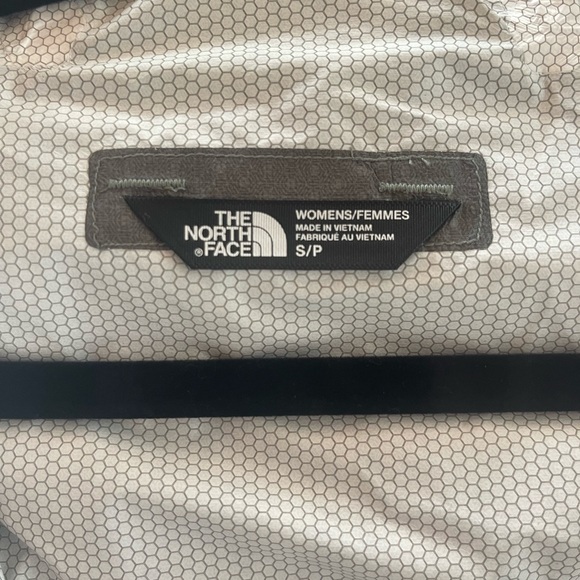 THE
NORTH
FACE®
WOMENS/FEMMES
MADE IN VIETNAM
FABRIQUÉ AU VIETNAM
S/P